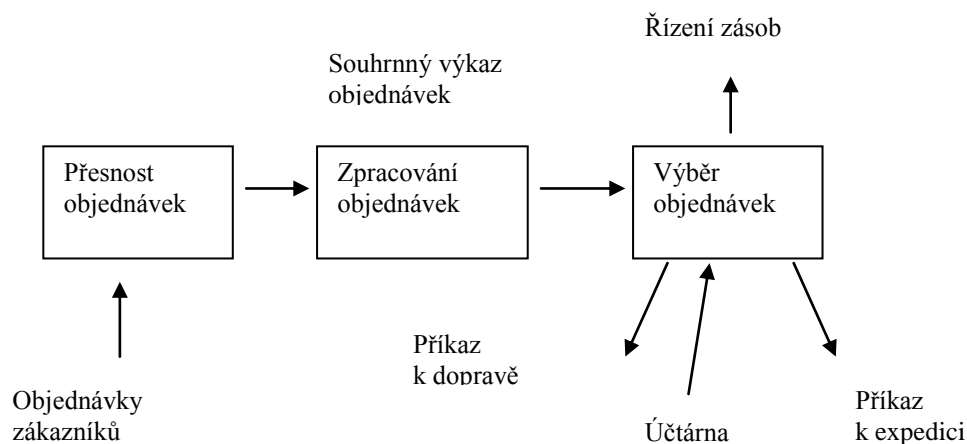 Řízení zásob
Souhrnný výkaz
objednávek
Přesnost
objednávek
Zpracování
objednávek
Výběr
objednávek
Příkaz
k dopravě
Objednávky
zákazníků
Účtárna
Příkaz
k expedici